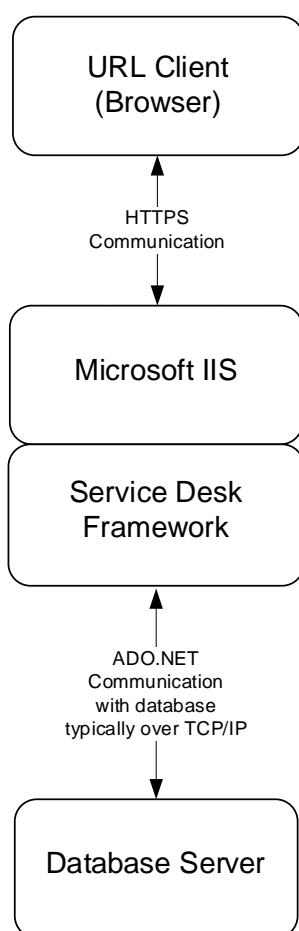 URL Client
(Browser)
HTTPS
Communication
Microsoft IIS
Service Desk
Framework
ADO.NET
Communication
with database
typically over TCP/IP
Database Server